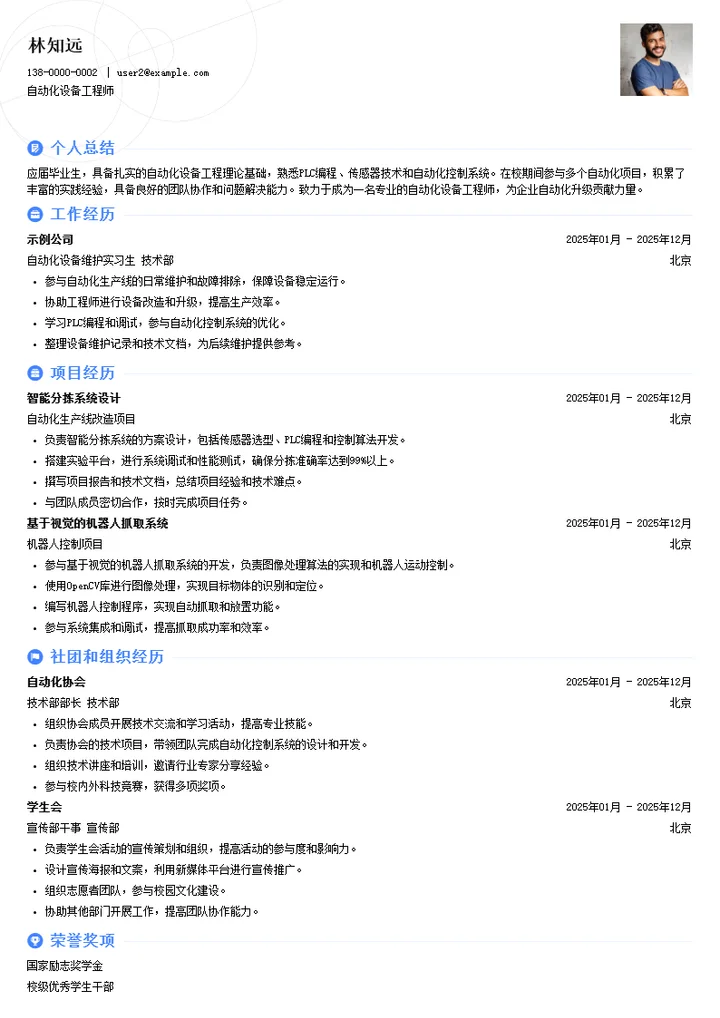 林知远
138-0000-0002 | user2@example.com
自动化设备工程师
个人总结
应届毕业生，具备扎实的自动化设备工程理论基础，熟悉PLC编程、传感器技术和自动化控制系统。在校期间参与多个自动化项目，积累了
丰富的实践经验，具备良好的团队协作和问题解决能力。致力于成为一名专业的自动化设备工程师，为企业自动化升级贡献力量。
工作经历
示例公司 2025年01月 - 2025年12月
自动化设备维护实习生 技术部 北京
• 参与自动化生产线的日常维护和故障排除，保障设备稳定运行。
• 协助工程师进行设备改造和升级，提高生产效率。
• 学习PLC编程和调试，参与自动化控制系统的优化。
• 整理设备维护记录和技术文档，为后续维护提供参考。
项目经历
智能分拣系统设计 2025年01月 - 2025年12月
自动化生产线改造项目 北京
• 负责智能分拣系统的方案设计，包括传感器选型、PLC编程和控制算法开发。
• 搭建实验平台，进行系统调试和性能测试，确保分拣准确率达到99%以上。
• 撰写项目报告和技术文档，总结项目经验和技术难点。
• 与团队成员密切合作，按时完成项目任务。
基于视觉的机器人抓取系统 2025年01月 - 2025年12月
机器人控制项目 北京
• 参与基于视觉的机器人抓取系统的开发，负责图像处理算法的实现和机器人运动控制。
• 使用OpenCV库进行图像处理，实现目标物体的识别和定位。
• 编写机器人控制程序，实现自动抓取和放置功能。
• 参与系统集成和调试，提高抓取成功率和效率。
社团和组织经历
自动化协会 2025年01月 - 2025年12月
技术部部长 技术部 北京
• 组织协会成员开展技术交流和学习活动，提高专业技能。
• 负责协会的技术项目，带领团队完成自动化控制系统的设计和开发。
• 组织技术讲座和培训，邀请行业专家分享经验。
• 参与校内外科技竞赛，获得多项奖项。
学生会 2025年01月 - 2025年12月
宣传部干事 宣传部 北京
• 负责学生会活动的宣传策划和组织，提高活动的参与度和影响力。
• 设计宣传海报和文案，利用新媒体平台进行宣传推广。
• 组织志愿者团队，参与校园文化建设。
• 协助其他部门开展工作，提高团队协作能力。
荣誉奖项
国家励志奖学金
校级优秀学生干部